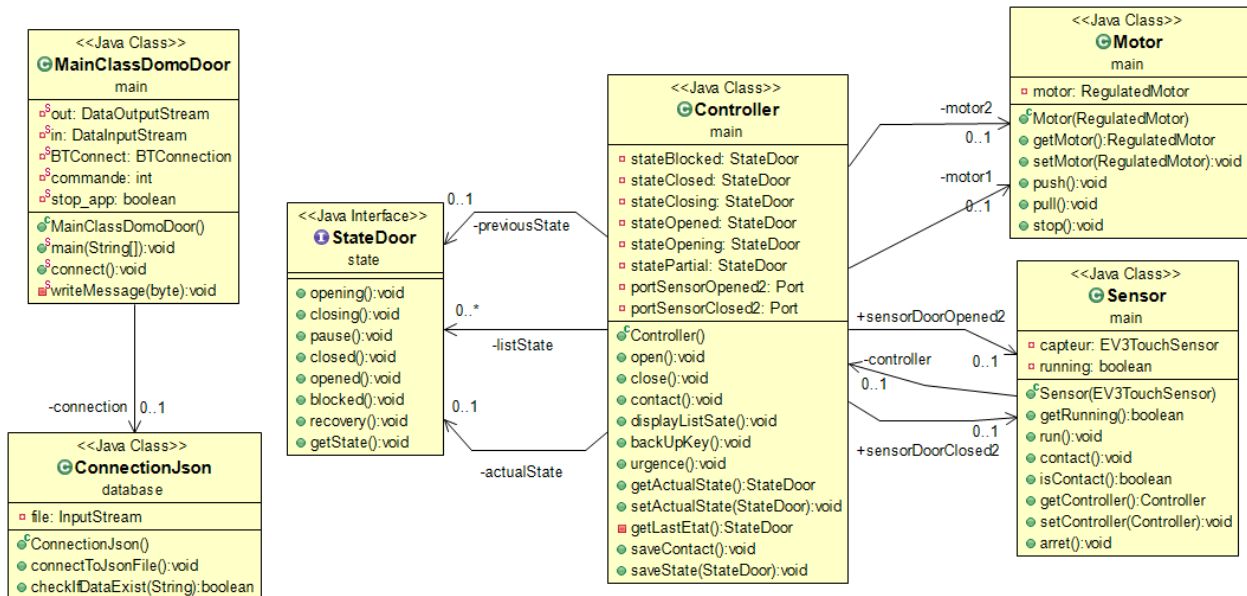 <<Java Class>>
MainClassDomoDoor
main
out: DataOutputStream
in: DataInputStream
BTConnect: BTConnection
commande: int
stop_app: boolean
MainClassDomoDoor()
main(String[]):void
connect():void
writeMessage(byte):void
-connection
0..1
<<Java Class>>
ConnectionJson
database
file: InputStream
ConnectionJson()
connectToJsonFile():void
checkIfDataExist(String):boolean
<<Java Interface>>
StateDoor
state
opening():void
closing():void
pause():void
closed():void
opened():void
blocked():void
recovery():void
getState():void
0..1
-previousState
0..*
-listState
0..1
-actualState
<<Java Class>>
Controller
main
stateBlocked: StateDoor
stateClosed: StateDoor
stateClosing: StateDoor
stateOpened: StateDoor
stateOpening: StateDoor
statePartial: StateDoor
portSensorOpened2: Port
portSensorClosed2: Port
Controller()
open():void
close():void
contact():void
displayListSate():void
backUpKey():void
urgence():void
getActualState():StateDoor
setActualState(StateDoor):void
getLastEtat():StateDoor
saveContact():void
saveState(StateDoor):void
-motor2
0..1
-motor1
0..1
+sensorDoorOpened2
0..1
-controller
0..1
0..1
+sensorDoorClosed2
<<Java Class>>
Motor
main
motor: RegulatedMotor
Motor(RegulatedMotor)
getMotor():RegulatedMotor
setMotor(RegulatedMotor):void
push():void
pull():void
stop():void
<<Java Class>>
Sensor
main
capteur: EV3TouchSensor
running: boolean
Sensor(EV3TouchSensor)
getRunning():boolean
run():void
contact():void
isContact():boolean
getController():Controller
setController(Controller):void
arret():void